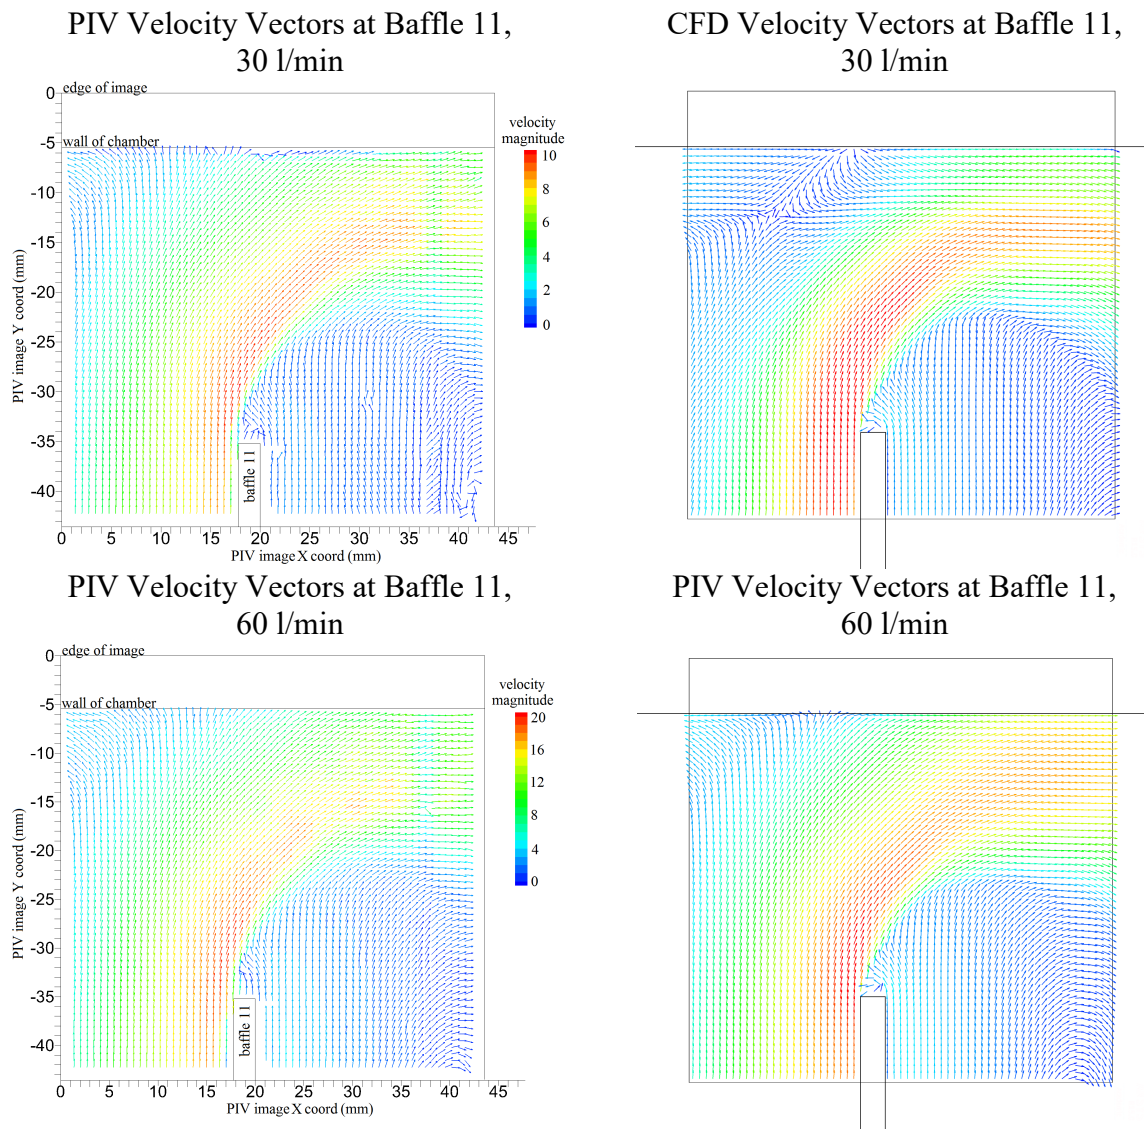 PIV Velocity Vectors at Baffle 11,
30 l/min
edge of image
wall of chamber
velocity
magnitude
10
8
6
4
2
0
0
-5
-10
-15
-20
-25
-30
-35
-40
PIV image Y coord (mm)
baffle 11
0 5 10 15 20 25 30 35 40 45
PIV image X coord (mm)
CFD Velocity Vectors at Baffle 11,
30 l/min
PIV Velocity Vectors at Baffle 11,
60 l/min
edge of image
wall of chamber
velocity
magnitude
20
16
12
8
4
0
0
-5
-10
-15
-20
-25
-30
-35
-40
PIV image Y coord (mm)
baffle 11
0 5 10 15 20 25 30 35 40 45
PIV image X coord (mm)
PIV Velocity Vectors at Baffle 11,
60 l/min